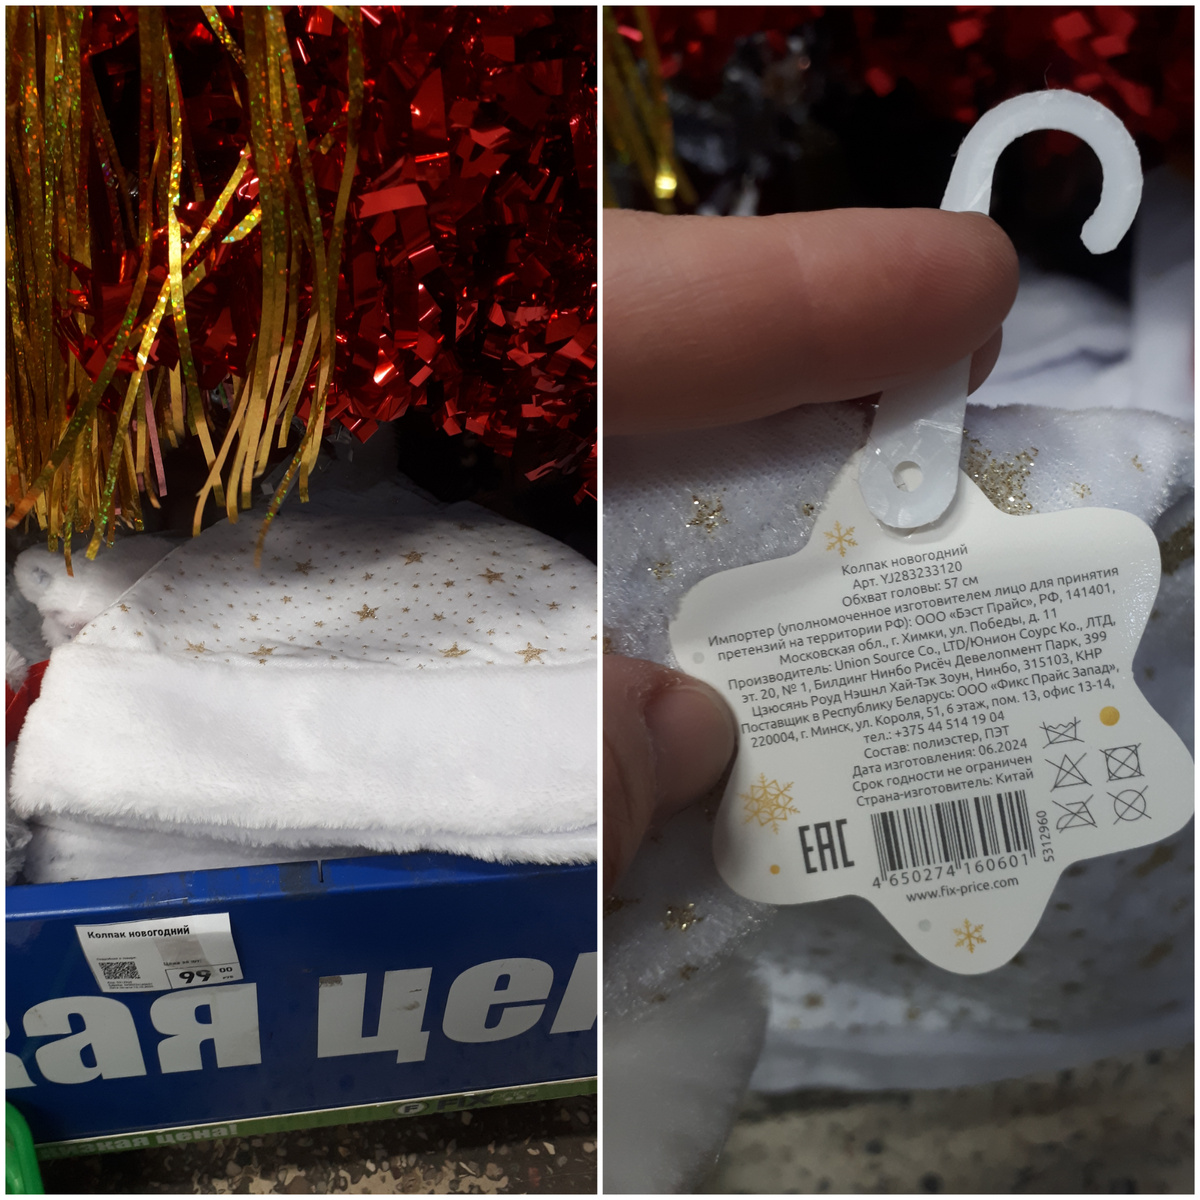 Колпак новогодний
99 00
кая цен
FIX
низкая цена!
Колпак новогодний
Арт. YJ283233120
Обхват головы: 57 см
Импортер (уполномоченное изготовителем лицо для принятия
претензий на территории РФ): ООО «Бэст Прайс», РФ, 141401,
Московская обл., г. Химки, ул. Победы, д. 11
Производитель: Union Source Co., LTD/Юнион Соурс Ко., ЛТД,
эт. 20, № 1, Билдинг Нинбо Рисёч Девелопмент Парк, 399
Цзюсянь Роуд Нэшнл Хай-Тэк Зоун, Нинбо, 315103, КНР
Поставщик в Республику Беларусь: ООО «Фикс Прайс Запад»,
220004, г. Минск, ул. Короля, 51, 6 этаж, пом. 13, офис 13-14,
тел.: +375 44 514 19 04
Состав: полиэстер, ПЭТ
Дата изготовления: 06.2024
Срок годности не ограничен
Страна-изготовитель: Китай
EAC
4 650274 160601
5312960
www.fix-price.com